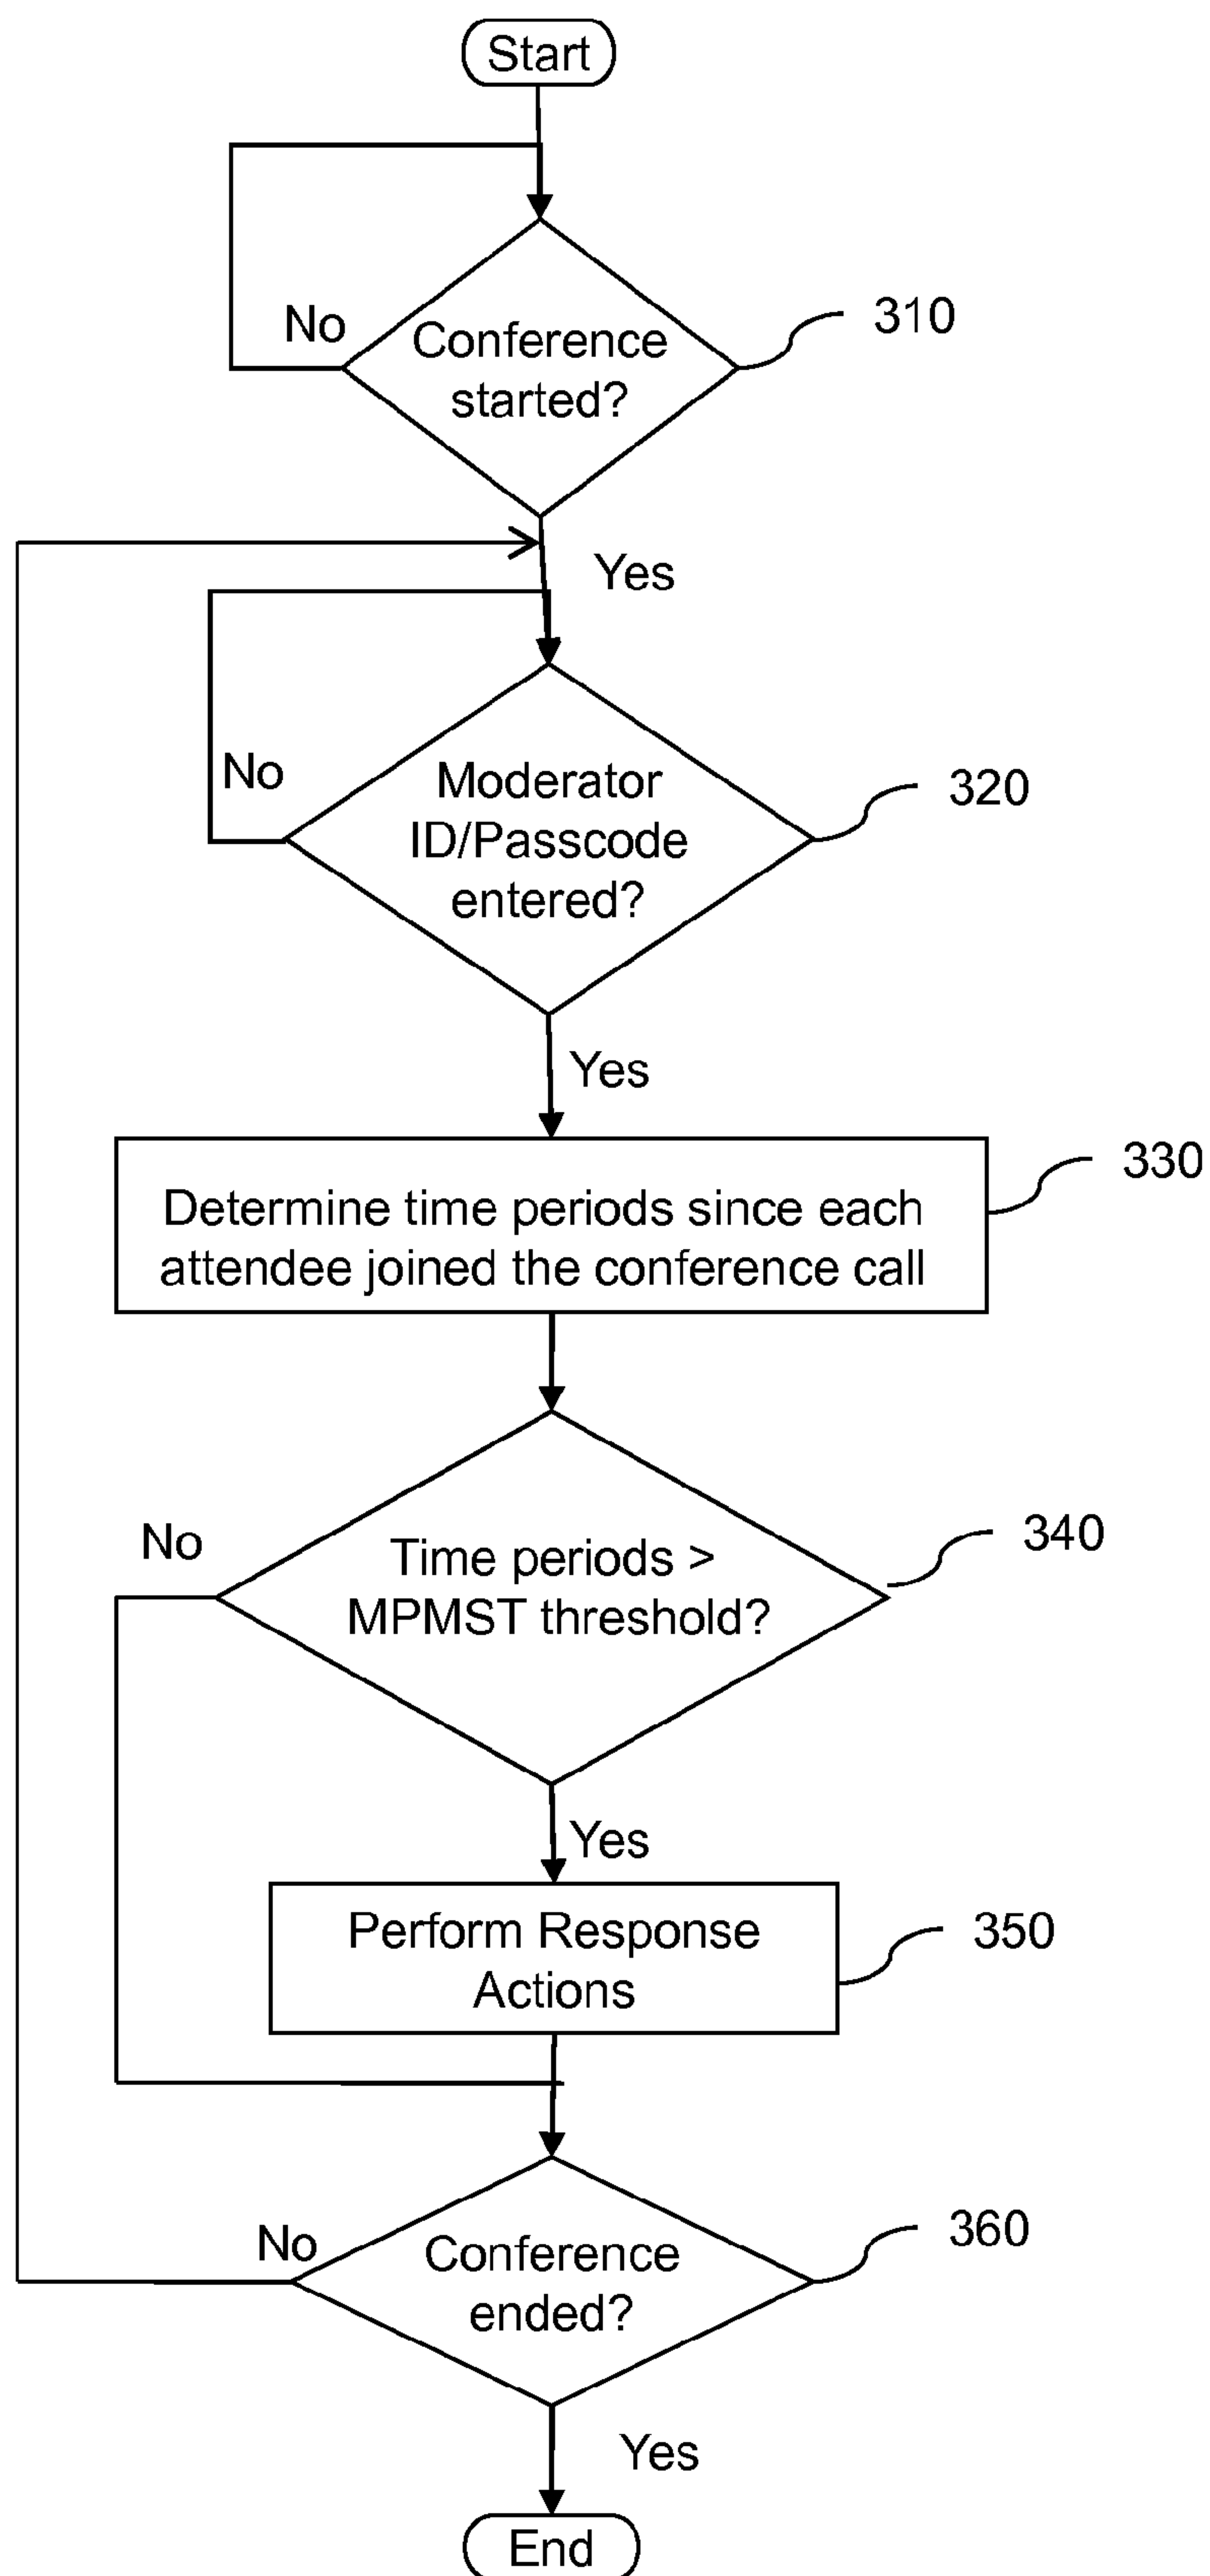 Start
No
Conference
started?
310
Yes
No
Moderator
ID/Passcode
entered?
320
Yes
Determine time periods since each
attendee joined the conference call
330
No
Time periods >
MPMST threshold?
340
Yes
Perform Response
Actions
350
No
Conference
ended?
360
Yes
End